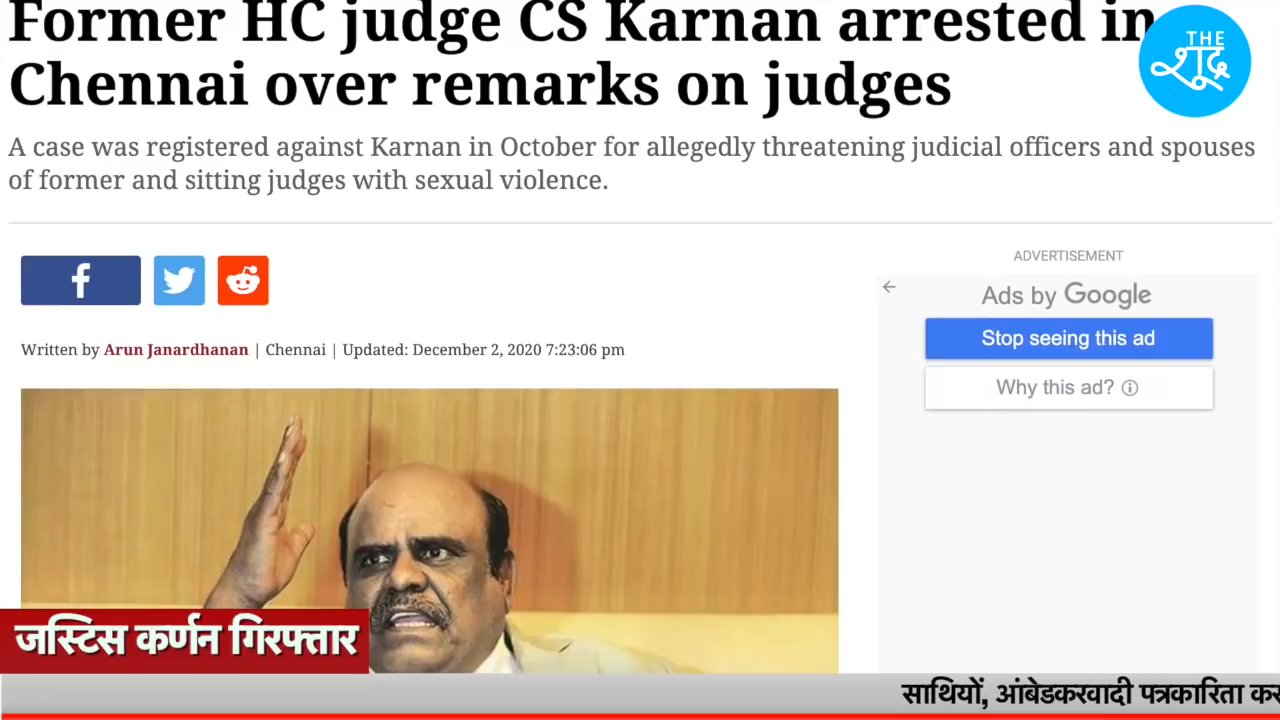 Former HC judge CS Karnan arrested in
Chennai over remarks on judges
THE
शूद्र
A case was registered against Karnan in October for allegedly threatening judicial officers and spouses
of former and sitting judges with sexual violence.
ADVERTISEMENT
Ads by Google
Stop seeing this ad
Why this ad?
Written by Arun Janardhanan | Chennai | Updated: December 2, 2020 7:23:06 pm
जस्टिस कर्णन गिरफ्तार
साथियों, आंबेडकरवादी पत्रकारिता